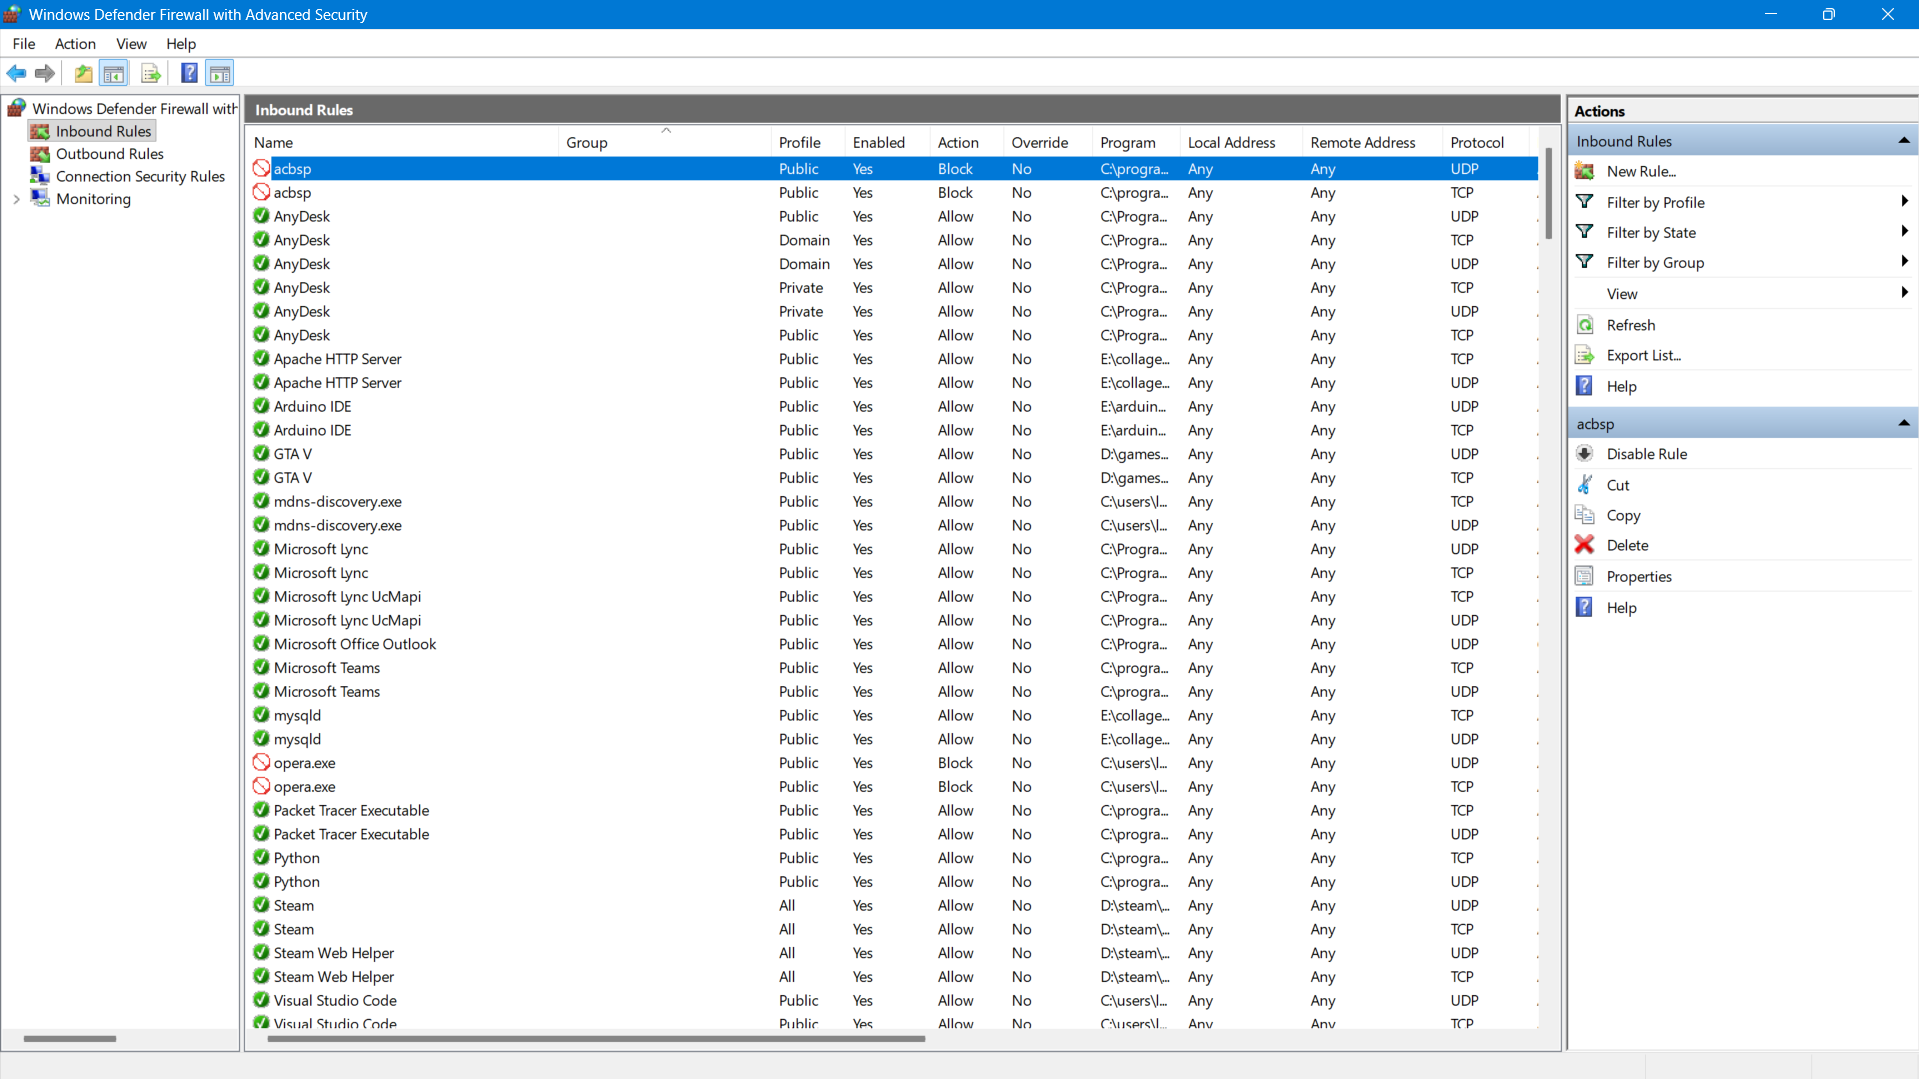 Windows Defender Firewall with Advanced Security
File Action View Help
Windows Defender Firewall with
Inbound Rules
Outbound Rules
Connection Security Rules
Monitoring
Inbound Rules
Name Group Profile Enabled Action Override Program Local Address Remote Address Protocol
acbsp Public Yes Block No C:\progra... Any Any UDP
acbsp Public Yes Block No C:\progra... Any Any TCP
AnyDesk Public Yes Allow No C:\Progra... Any Any UDP
AnyDesk Domain Yes Allow No C:\Progra... Any Any TCP
AnyDesk Domain Yes Allow No C:\Progra... Any Any UDP
AnyDesk Private Yes Allow No C:\Progra... Any Any TCP
AnyDesk Private Yes Allow No C:\Progra... Any Any UDP
AnyDesk Public Yes Allow No C:\Progra... Any Any TCP
Apache HTTP Server Public Yes Allow No E:\collage... Any Any TCP
Apache HTTP Server Public Yes Allow No E:\collage... Any Any UDP
Arduino IDE Public Yes Allow No E:\arduin... Any Any UDP
Arduino IDE Public Yes Allow No E:\arduin... Any Any TCP
GTA V Public Yes Allow No D:\games... Any Any UDP
GTA V Public Yes Allow No D:\games... Any Any TCP
mdns-discovery.exe Public Yes Allow No C:\users\l... Any Any TCP
mdns-discovery.exe Public Yes Allow No C:\users\l... Any Any UDP
Microsoft Lync Public Yes Allow No C:\Progra... Any Any UDP
Microsoft Lync Public Yes Allow No C:\Progra... Any Any TCP
Microsoft Lync UcMapi Public Yes Allow No C:\Progra... Any Any TCP
Microsoft Lync UcMapi Public Yes Allow No C:\Progra... Any Any UDP
Microsoft Office Outlook Public Yes Allow No C:\Progra... Any Any UDP
Microsoft Teams Public Yes Allow No C:\progra... Any Any TCP
Microsoft Teams Public Yes Allow No C:\progra... Any Any UDP
mysqld Public Yes Allow No E:\collage... Any Any TCP
mysqld Public Yes Allow No E:\collage... Any Any UDP
opera.exe Public Yes Block No C:\users\l... Any Any UDP
opera.exe Public Yes Block No C:\users\l... Any Any TCP
Packet Tracer Executable Public Yes Allow No C:\progra... Any Any TCP
Packet Tracer Executable Public Yes Allow No C:\progra... Any Any UDP
Python Public Yes Allow No C:\progra... Any Any TCP
Python Public Yes Allow No C:\progra... Any Any UDP
Steam All Yes Allow No D:\steam\... Any Any UDP
Steam All Yes Allow No D:\steam\... Any Any TCP
Steam Web Helper All Yes Allow No D:\steam\... Any Any UDP
Steam Web Helper All Yes Allow No D:\steam\... Any Any TCP
Visual Studio Code Public Yes Allow No C:\users\l... Any Any UDP
Visual Studio Code Public Yes Allow No C:\users\l... Any Any TCP
Actions
Inbound Rules
New Rule...
Filter by Profile
Filter by State
Filter by Group
View
Refresh
Export List...
Help
acbsp
Disable Rule
Cut
Copy
Delete
Properties
Help